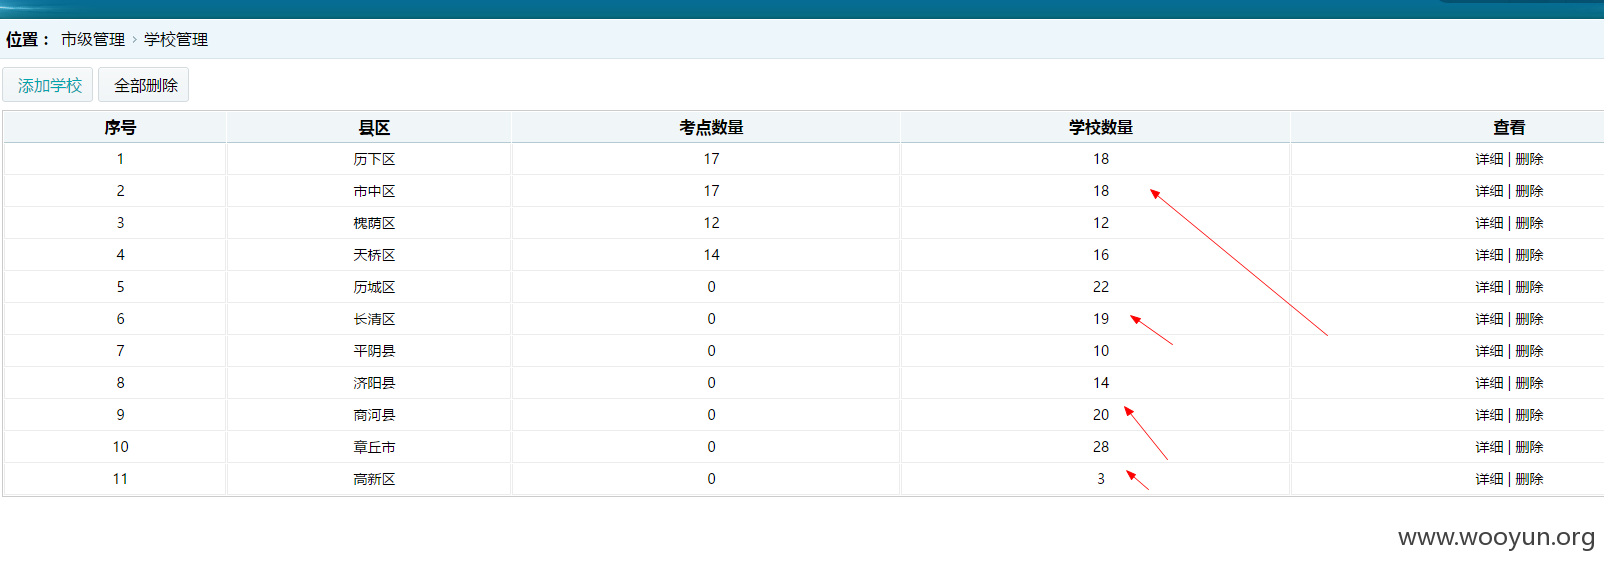 位置： 市级管理 › 学校管理
添加学校 全部删除
序号 县区 考点数量 学校数量 查看
1 历下区 17 18 详细 | 删除
2 市中区 17 18 详细 | 删除
3 槐荫区 12 12 详细 | 删除
4 天桥区 14 16 详细 | 删除
5 历城区 0 22 详细 | 删除
6 长清区 0 19 详细 | 删除
7 平阴县 0 10 详细 | 删除
8 济阳县 0 14 详细 | 删除
9 商河县 0 20 详细 | 删除
10 章丘市 0 28 详细 | 删除
11 高新区 0 3 详细 | 删除
www.wooyun.org